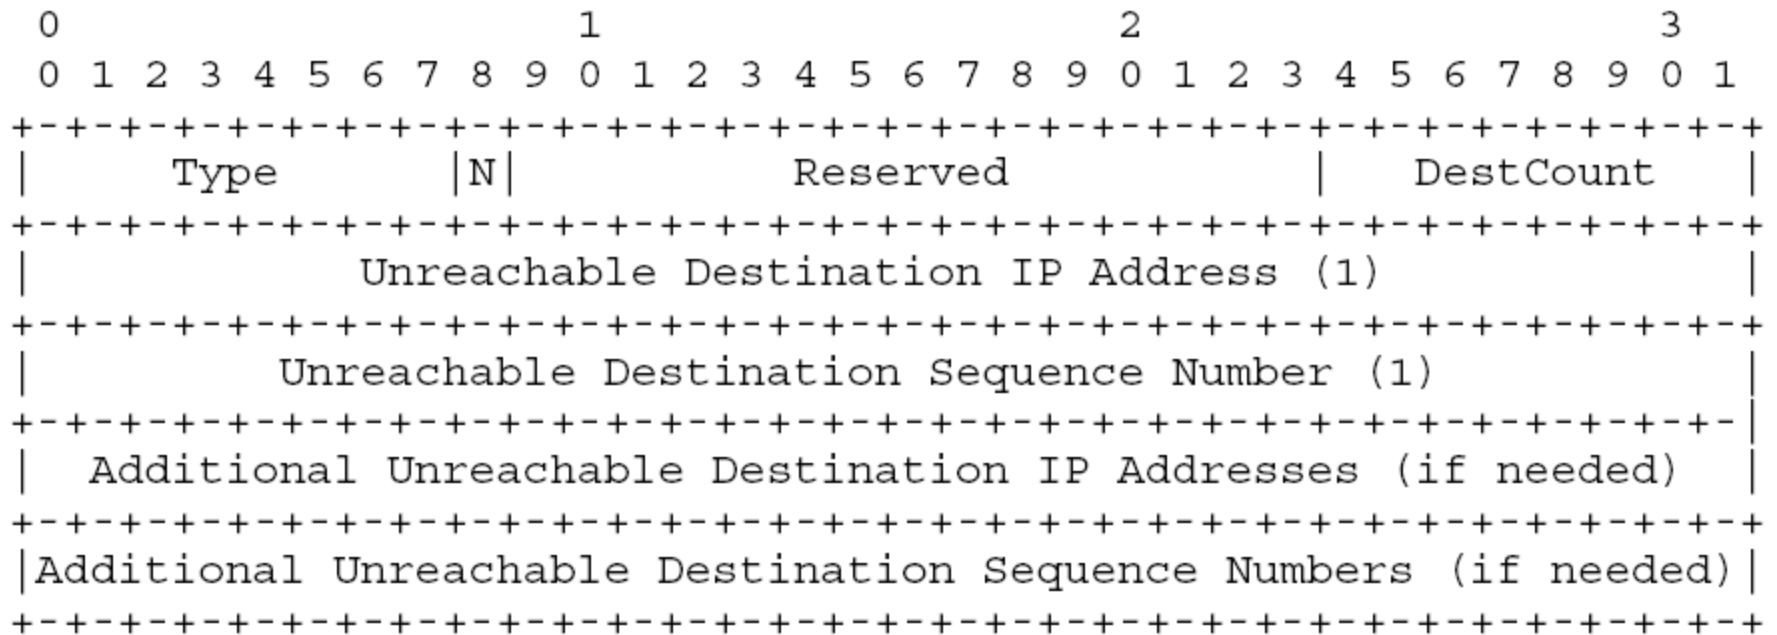 0                   1                   2                   3
 0 1 2 3 4 5 6 7 8 9 0 1 2 3 4 5 6 7 8 9 0 1 2 3 4 5 6 7 8 9 0 1
+-+-+-+-+-+-+-+-+-+-+-+-+-+-+-+-+-+-+-+-+-+-+-+-+-+-+-+-+-+-+-+-+
|     Type      |N|          Reserved           |   DestCount   |
+-+-+-+-+-+-+-+-+-+-+-+-+-+-+-+-+-+-+-+-+-+-+-+-+-+-+-+-+-+-+-+-+
|            Unreachable Destination IP Address (1)             |
+-+-+-+-+-+-+-+-+-+-+-+-+-+-+-+-+-+-+-+-+-+-+-+-+-+-+-+-+-+-+-+-+
|         Unreachable Destination Sequence Number (1)           |
+-+-+-+-+-+-+-+-+-+-+-+-+-+-+-+-+-+-+-+-+-+-+-+-+-+-+-+-+-+-+-+-|
|  Additional Unreachable Destination IP Addresses (if needed)  |
+-+-+-+-+-+-+-+-+-+-+-+-+-+-+-+-+-+-+-+-+-+-+-+-+-+-+-+-+-+-+-+-+
|Additional Unreachable Destination Sequence Numbers (if needed)|
+-+-+-+-+-+-+-+-+-+-+-+-+-+-+-+-+-+-+-+-+-+-+-+-+-+-+-+-+-+-+-+-+